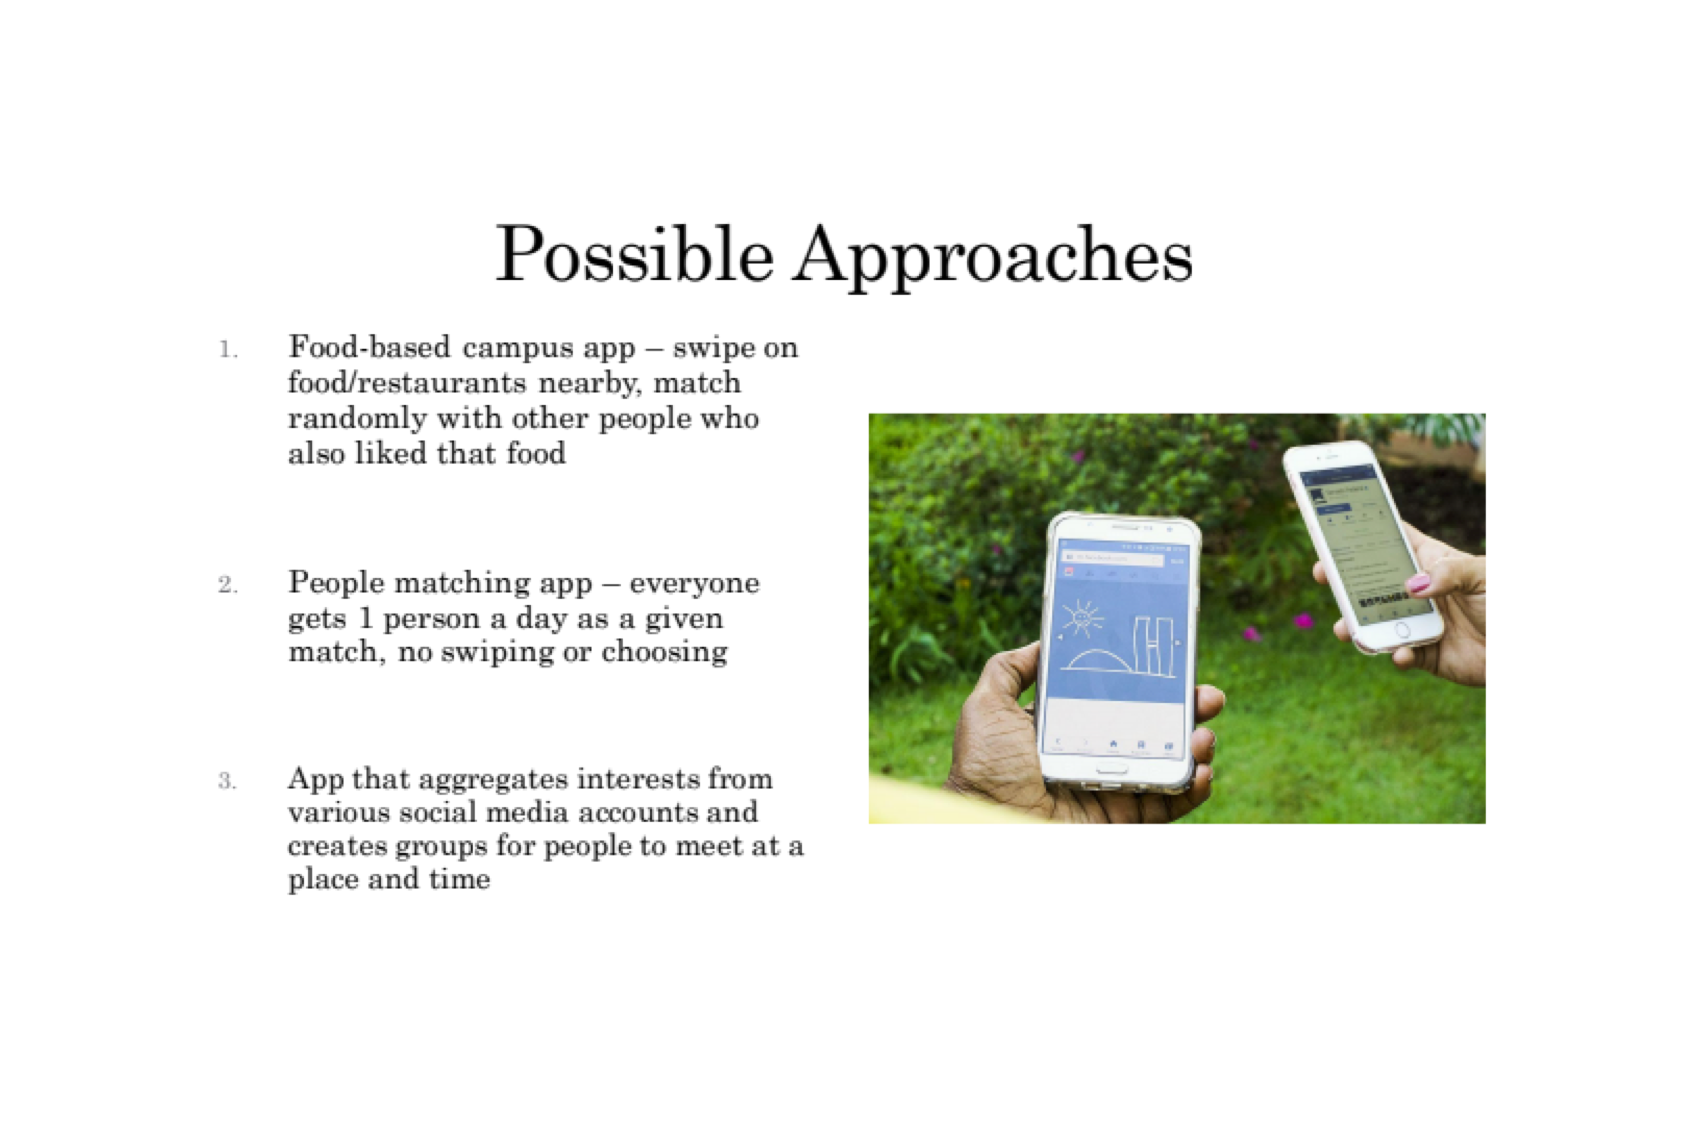 Possible Approaches
1. Food-based campus app – swipe on
food/restaurants nearby, match
randomly with other people who
also liked that food
2. People matching app – everyone
gets 1 person a day as a given
match, no swiping or choosing
3. App that aggregates interests from
various social media accounts and
creates groups for people to meet at a
place and time